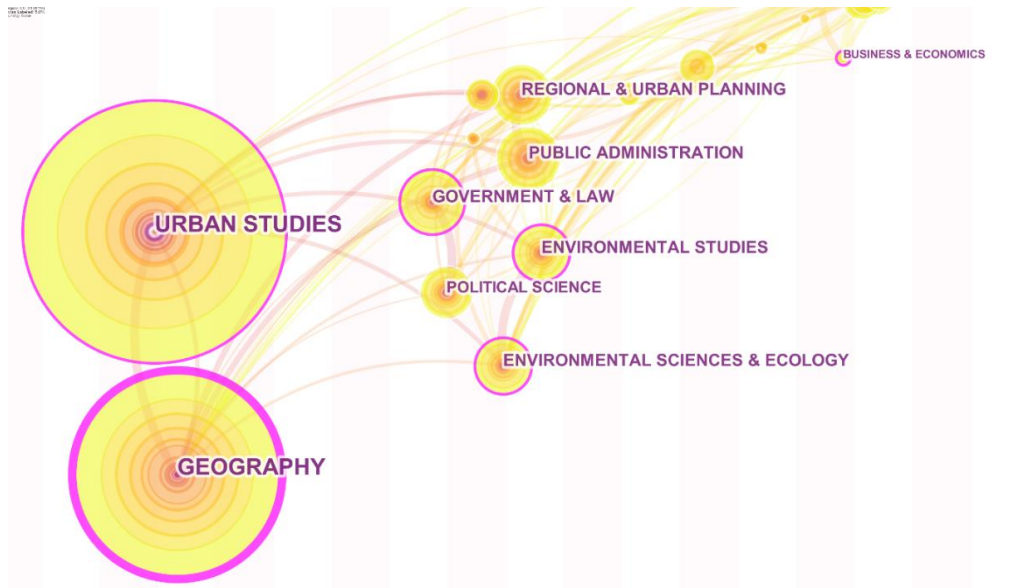 BUSINESS & ECONOMICS
REGIONAL & URBAN PLANNING
PUBLIC ADMINISTRATION
GOVERNMENT & LAW
URBAN STUDIES
ENVIRONMENTAL STUDIES
POLITICAL SCIENCE
ENVIRONMENTAL SCIENCES & ECOLOGY
GEOGRAPHY